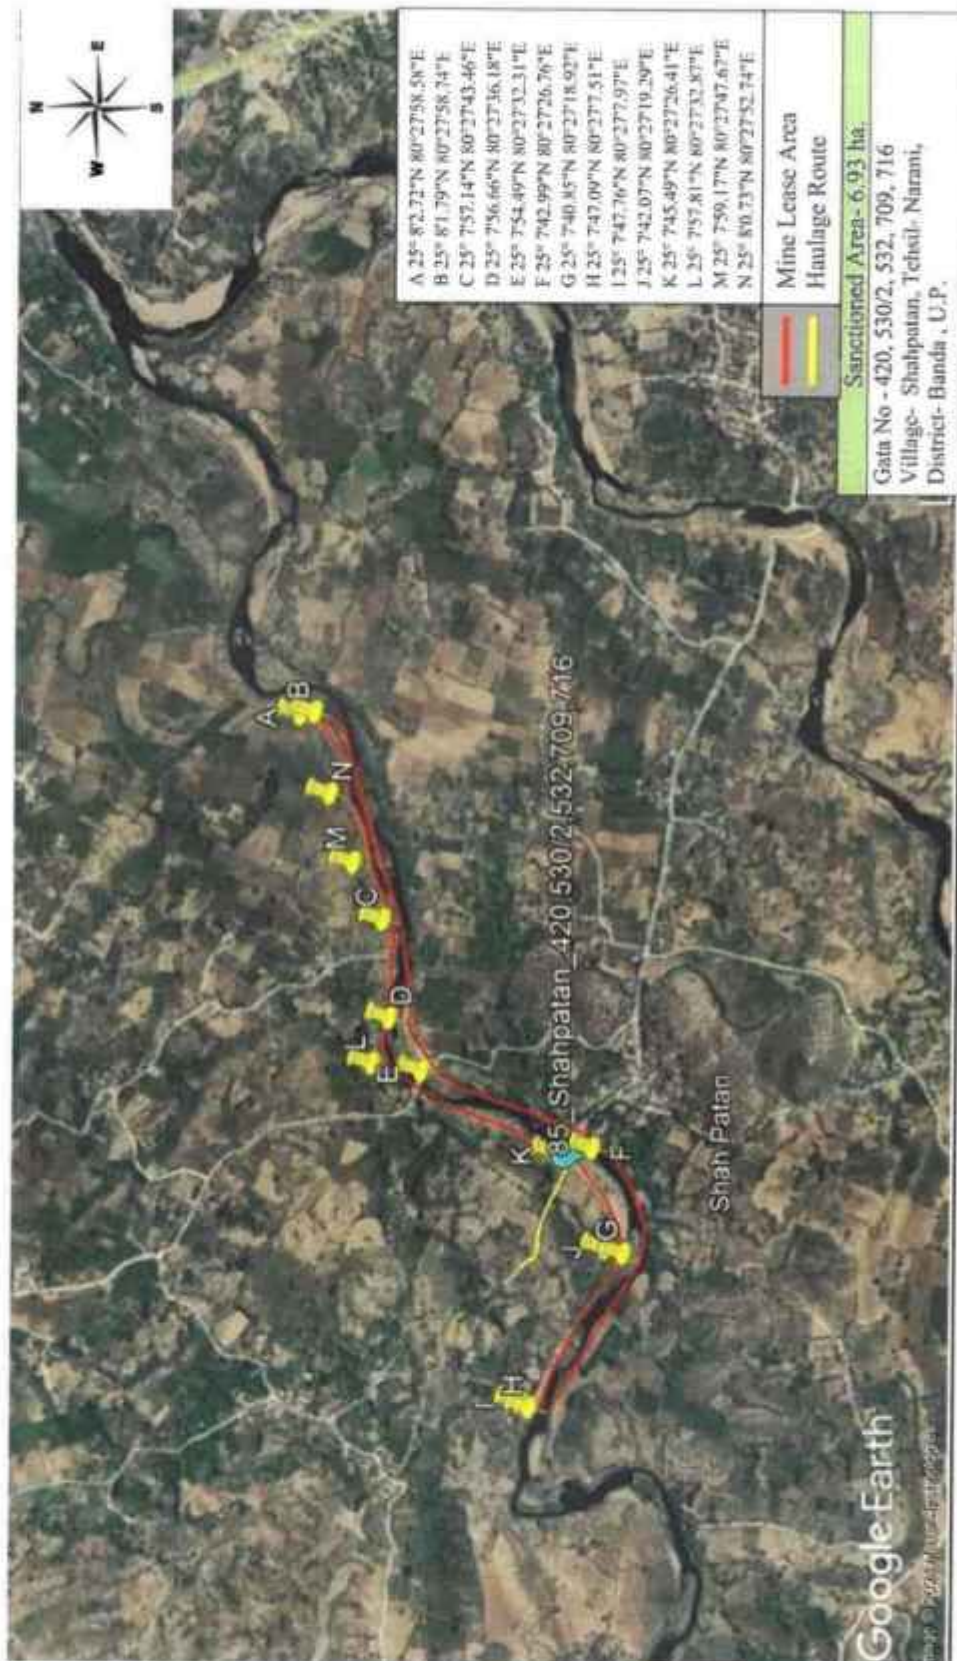 N
E
S
W
A 25° 8'2.72"N 80°27'58.58"E
B 25° 8'1.79"N 80°27'58.74"E
C 25° 7'57.14"N 80°27'43.46"E
D 25° 7'56.66"N 80°27'36.18"E
E 25° 7'54.49"N 80°27'32.31"E
F 25° 7'42.99"N 80°27'26.76"E
G 25° 7'40.85"N 80°27'18.92"E
H 25° 7'47.09"N 80°27'7.51"E
I 25° 7'47.76"N 80°27'7.97"E
J 25° 7'42.07"N 80°27'19.29"E
K 25° 7'45.49"N 80°27'26.41"E
L 25° 7'57.81"N 80°27'32.87"E
M 25° 7'59.17"N 80°27'47.67"E
N 25° 8'0.73"N 80°27'52.74"E
Mine Lease Area
Haulage Route
Sanctioned Area- 6.93 ha.
Gata No - 420, 530/2, 532, 709, 716
Village- Shahpatan, Tehsil- Narani,
District- Banda , U.P.
A
B
N
M
C
D
L
E
K
F
J
G
I
H
85_Shahpatan_420 530/2 532 709 716
Shah Patan
Google Earth